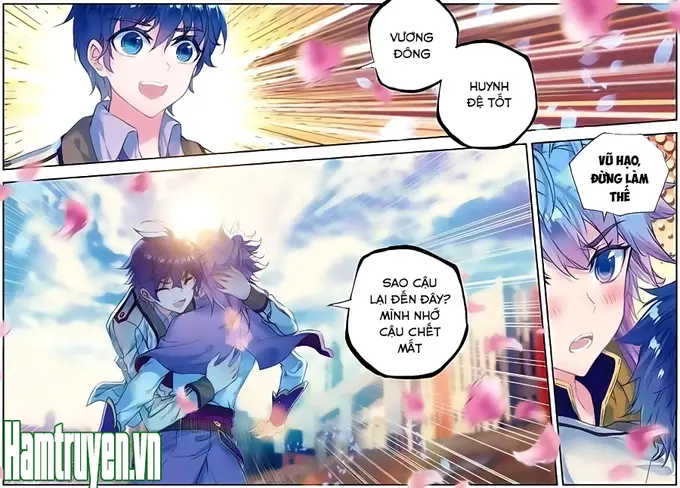 VƯƠNG
ĐÔNG
HUYNH
ĐỆ TỐT
VŨ HẠO,
ĐỪNG LÀM
THẾ
SAO CẬU
LẠI ĐẾN ĐÂY?
MÌNH NHỚ
CẬU CHẾT
MẤT
Hamtruyen.vn